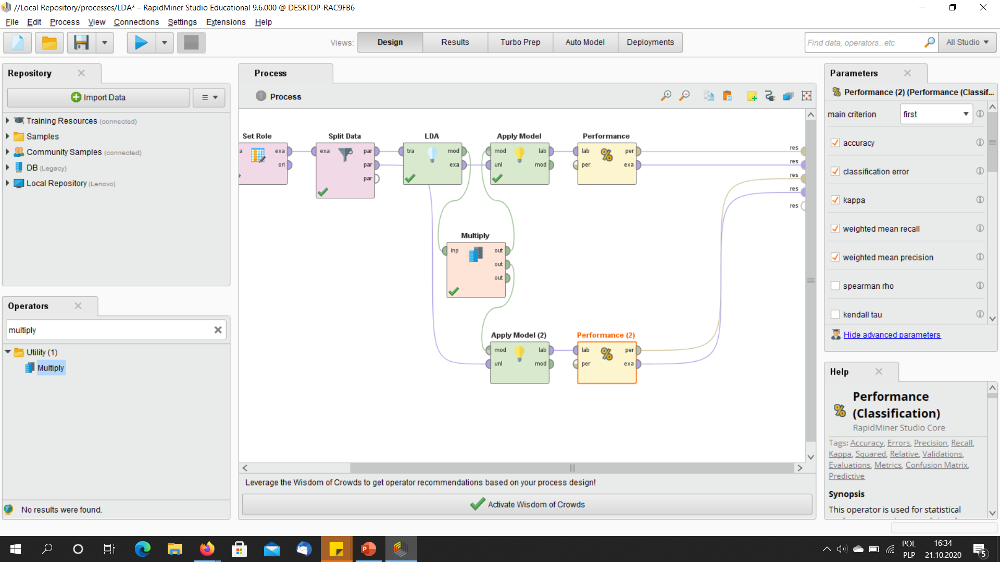 //Local Repository/processes/LDA* – RapidMiner Studio Educational 9.6.000 @ DESKTOP-RAC9FB6
File Edit Process View Connections Settings Extensions Help
Views: Design Results Turbo Prep Auto Model Deployments
Find data, operators...etc
All Studio
Repository
Import Data
Training Resources (connected)
Samples
Community Samples (connected)
DB (Legacy)
Local Repository (Lenovo)
Operators
multiply
Utility (1)
Multiply
No results were found.
Process
Process
Set Role
a
exa
ori
Split Data
exa
par
par
par
LDA
tra
mod
exa
Apply Model
mod
lab
unl
mod
Performance
lab
per
per
exa
res
res
res
res
res
Multiply
inp
out
out
out
Apply Model (2)
mod
lab
unl
mod
Performance (2)
lab
per
per
exa
Leverage the Wisdom of Crowds to get operator recommendations based on your process design!
Activate Wisdom of Crowds
Parameters
Performance (2) (Performance (Classif...
main criterion
first
accuracy
classification error
kappa
weighted mean recall
weighted mean precision
spearman rho
kendall tau
Hide advanced parameters
Help
Performance
(Classification)
RapidMiner Studio Core
Tags: Accuracy, Errors, Precision, Recall,
Kappa, Squared, Relative, Validations,
Evaluations, Metrics, Confusion Matrix,
Predictive
Synopsis
This operator is used for statistical
POL
PLP
16:34
21.10.2020
5